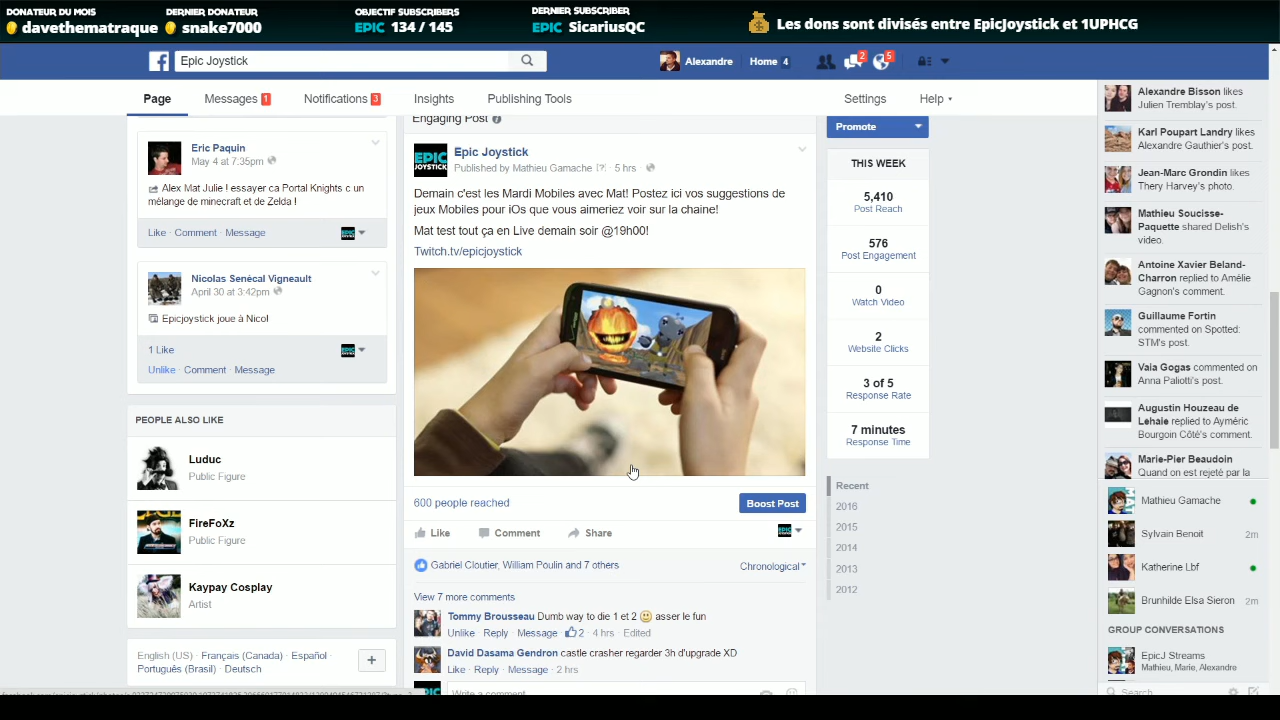 DONATEUR DU MOIS
davethematraque
DERNIER DONATEUR
snake7000
OBJECTIF SUBSCRIBERS
EPIC 134 / 145
DERNIER SUBSCRIBER
EPIC SicariusQC
Les dons sont divisés entre EpicJoystick et 1UPHCG
Epic Joystick
Alexandre
Home 4
2
5
Page
Messages 1
Notifications 3
Insights
Publishing Tools
Settings
Help
Eric Paquin
May 4 at 7:35pm
Alex Mat Julie ! essayer ca Portal Knights c un
mélange de minecraft et de Zelda !
Like · Comment · Message
Nicolas Senécal Vigneault
April 30 at 3:42pm
Epicjoystick joue à Nico!
1 Like
Unlike · Comment · Message
PEOPLE ALSO LIKE
Luduc
Public Figure
FireFoXz
Public Figure
Kaypay Cosplay
Artist
English (US) · Français (Canada) · Español ·
Português (Brasil) · Deutsch
+
Engaging Post
EPIC
JOYSTICK
Epic Joystick
Published by Mathieu Gamache [?] · 5 hrs ·
Demain c'est les Mardi Mobiles avec Mat! Postez ici vos suggestions de
jeux Mobiles pour iOs que vous aimeriez voir sur la chaine!
Mat test tout ça en Live demain soir @19h00!
Twitch.tv/epicjoystick
600 people reached
Boost Post
Like
Comment
Share
Gabriel Cloutier, William Poulin and 7 others
Chronological
View 7 more comments
Tommy Brousseau Dumb way to die 1 et 2 asser le fun
Unlike · Reply · Message · 2 · 4 hrs · Edited
David Dasama Gendron castle crasher regarder 3h d'upgrade XD
Like · Reply · Message · 2 hrs
Write a comment
Promote
THIS WEEK
5,410
Post Reach
576
Post Engagement
0
Watch Video
2
Website Clicks
3 of 5
Response Rate
7 minutes
Response Time
Recent
2016
2015
2014
2013
2012
Alexandre Bisson likes
Julien Tremblay's post.
Karl Poupart Landry likes
Alexandre Gauthier's post.
Jean-Marc Grondin likes
Thery Harvey's photo.
Mathieu Soucisse-
Paquette shared Delish's
video.
Antoine Xavier Beland-
Charron replied to Amélie
Gagnon's comment.
Guillaume Fortin
commented on Spotted:
STM's post.
Vaia Gogas commented on
Anna Paliotti's post.
Augustin Houzeau de
Lehaie replied to Ayméric
Bourgoin Côté's comment.
Marie-Pier Beaudoin
Quand on est rejeté par la
Mathieu Gamache
Sylvain Benoit 2m
Katherine Lbf
Brunhilde Elsa Sieron 2m
GROUP CONVERSATIONS
EpicJ Streams
Mathieu, Marie, Alexandre
Search